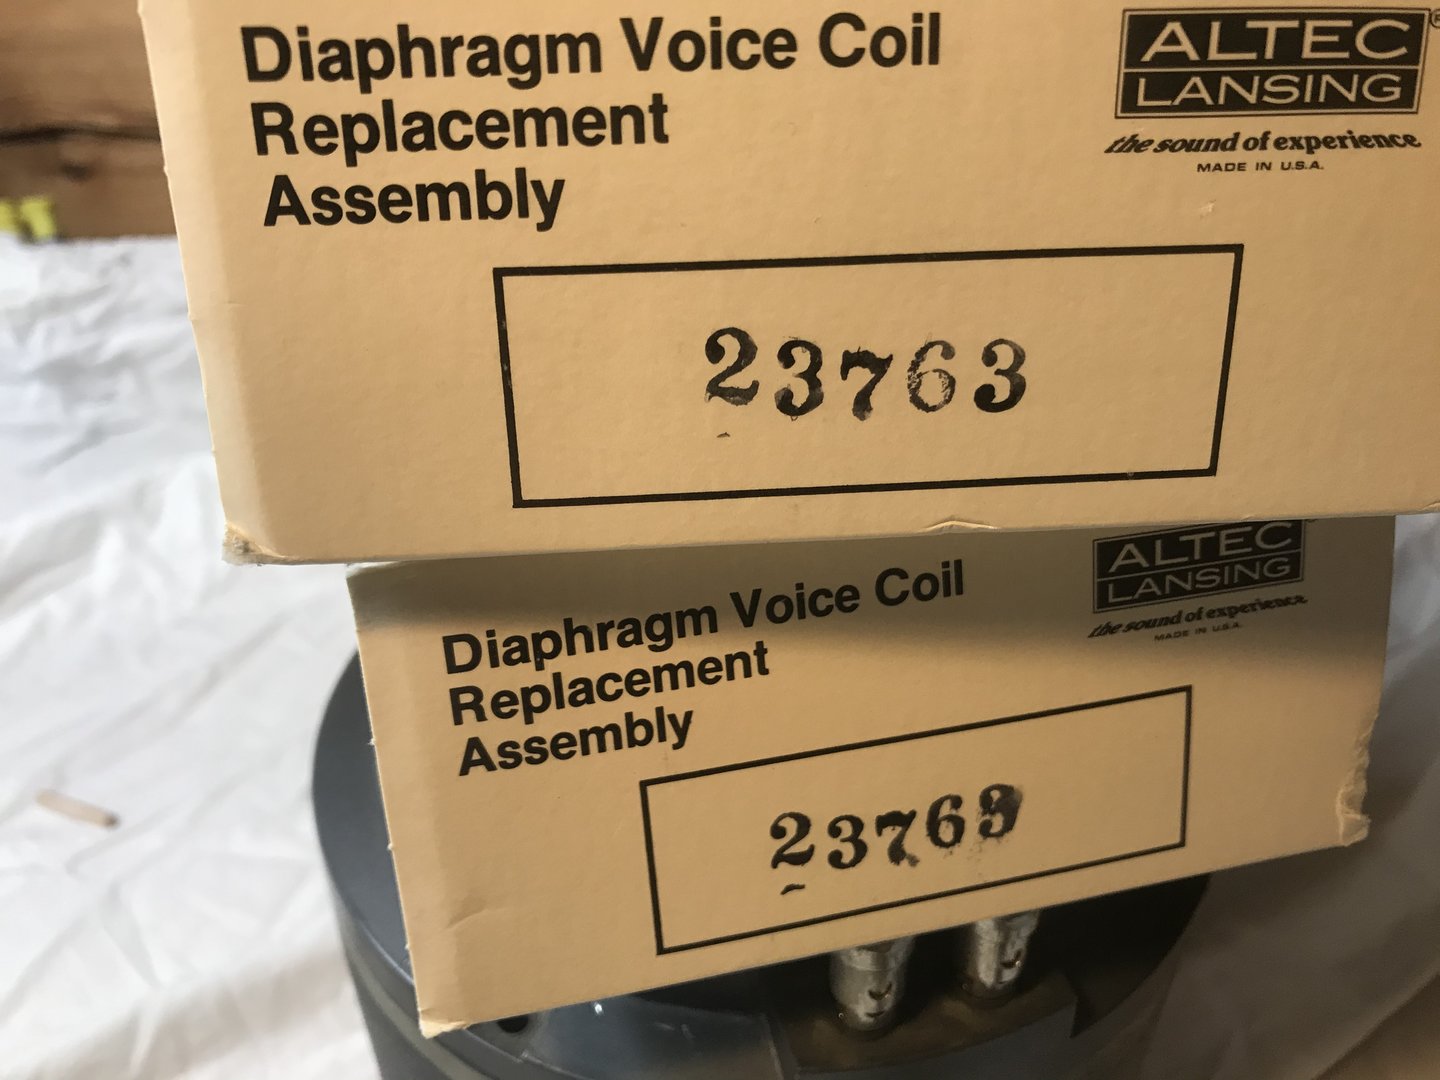 Diaphragm Voice Coil
Replacement
Assembly
ALTEC
LANSING
®
the sound of experience
MADE IN U.S.A.
23763
Diaphragm Voice Coil
Replacement
Assembly
ALTEC
LANSING
the sound of experience
MADE IN U.S.A.
23763